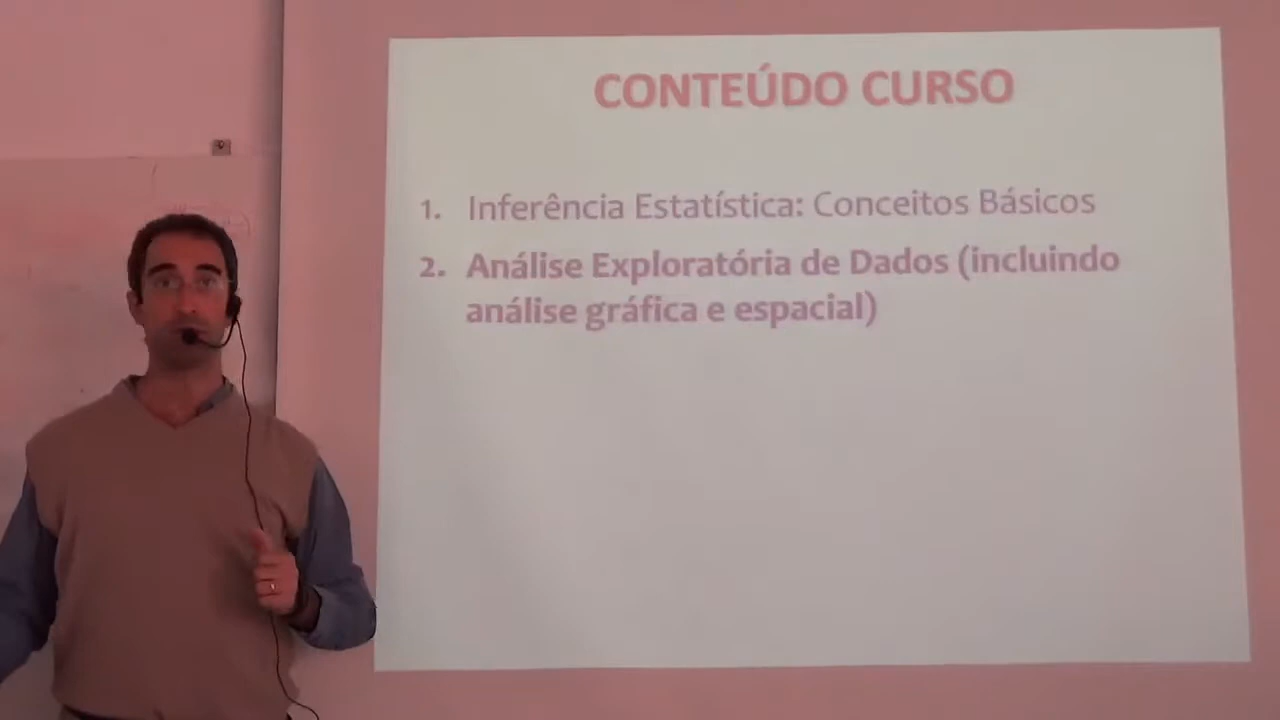 CONTEÚDO CURSO
1. Inferência Estatística: Conceitos Básicos
2. Análise Exploratória de Dados (incluindo
análise gráfica e espacial)